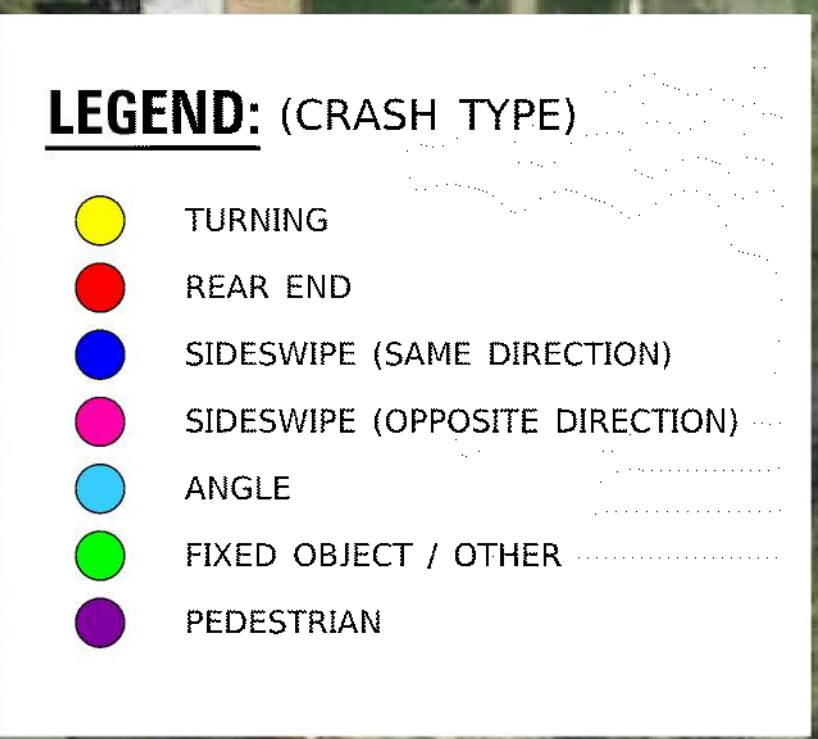 LEGEND: (CRASH TYPE)
TURNING
REAR END
SIDESWIPE (SAME DIRECTION)
SIDESWIPE (OPPOSITE DIRECTION)
ANGLE
FIXED OBJECT / OTHER
PEDESTRIAN